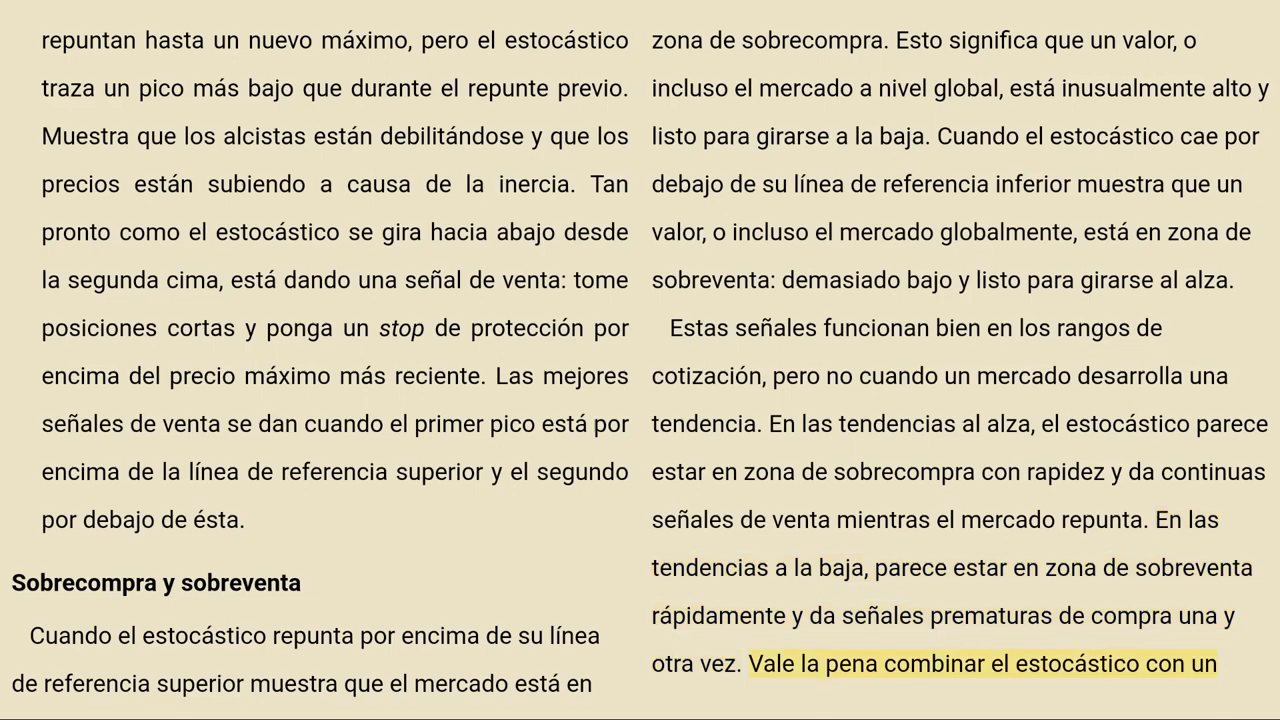 repuntan hasta un nuevo máximo, pero el estocástico
traza un pico más bajo que durante el repunte previo.
Muestra que los alcistas están debilitándose y que los
precios están subiendo a causa de la inercia. Tan
pronto como el estocástico se gira hacia abajo desde
la segunda cima, está dando una señal de venta: tome
posiciones cortas y ponga un stop de protección por
encima del precio máximo más reciente. Las mejores
señales de venta se dan cuando el primer pico está por
encima de la línea de referencia superior y el segundo
por debajo de ésta.
Sobrecompra y sobreventa
Cuando el estocástico repunta por encima de su línea
de referencia superior muestra que el mercado está en
zona de sobrecompra. Esto significa que un valor, o
incluso el mercado a nivel global, está inusualmente alto y
listo para girarse a la baja. Cuando el estocástico cae por
debajo de su línea de referencia inferior muestra que un
valor, o incluso el mercado globalmente, está en zona de
sobreventa: demasiado bajo y listo para girarse al alza.
Estas señales funcionan bien en los rangos de
cotización, pero no cuando un mercado desarrolla una
tendencia. En las tendencias al alza, el estocástico parece
estar en zona de sobrecompra con rapidez y da continuas
señales de venta mientras el mercado repunta. En las
tendencias a la baja, parece estar en zona de sobreventa
rápidamente y da señales prematuras de compra una y
otra vez. Vale la pena combinar el estocástico con un